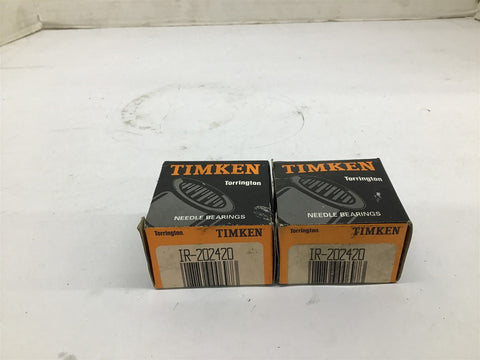 TIMKEN
Torrington
NEEDLE BEARINGS
Torrington TIMKEN
IR-202420
TIMKEN
Torrington
NEEDLE BEARINGS
Torrington TIMKEN
IR-202420